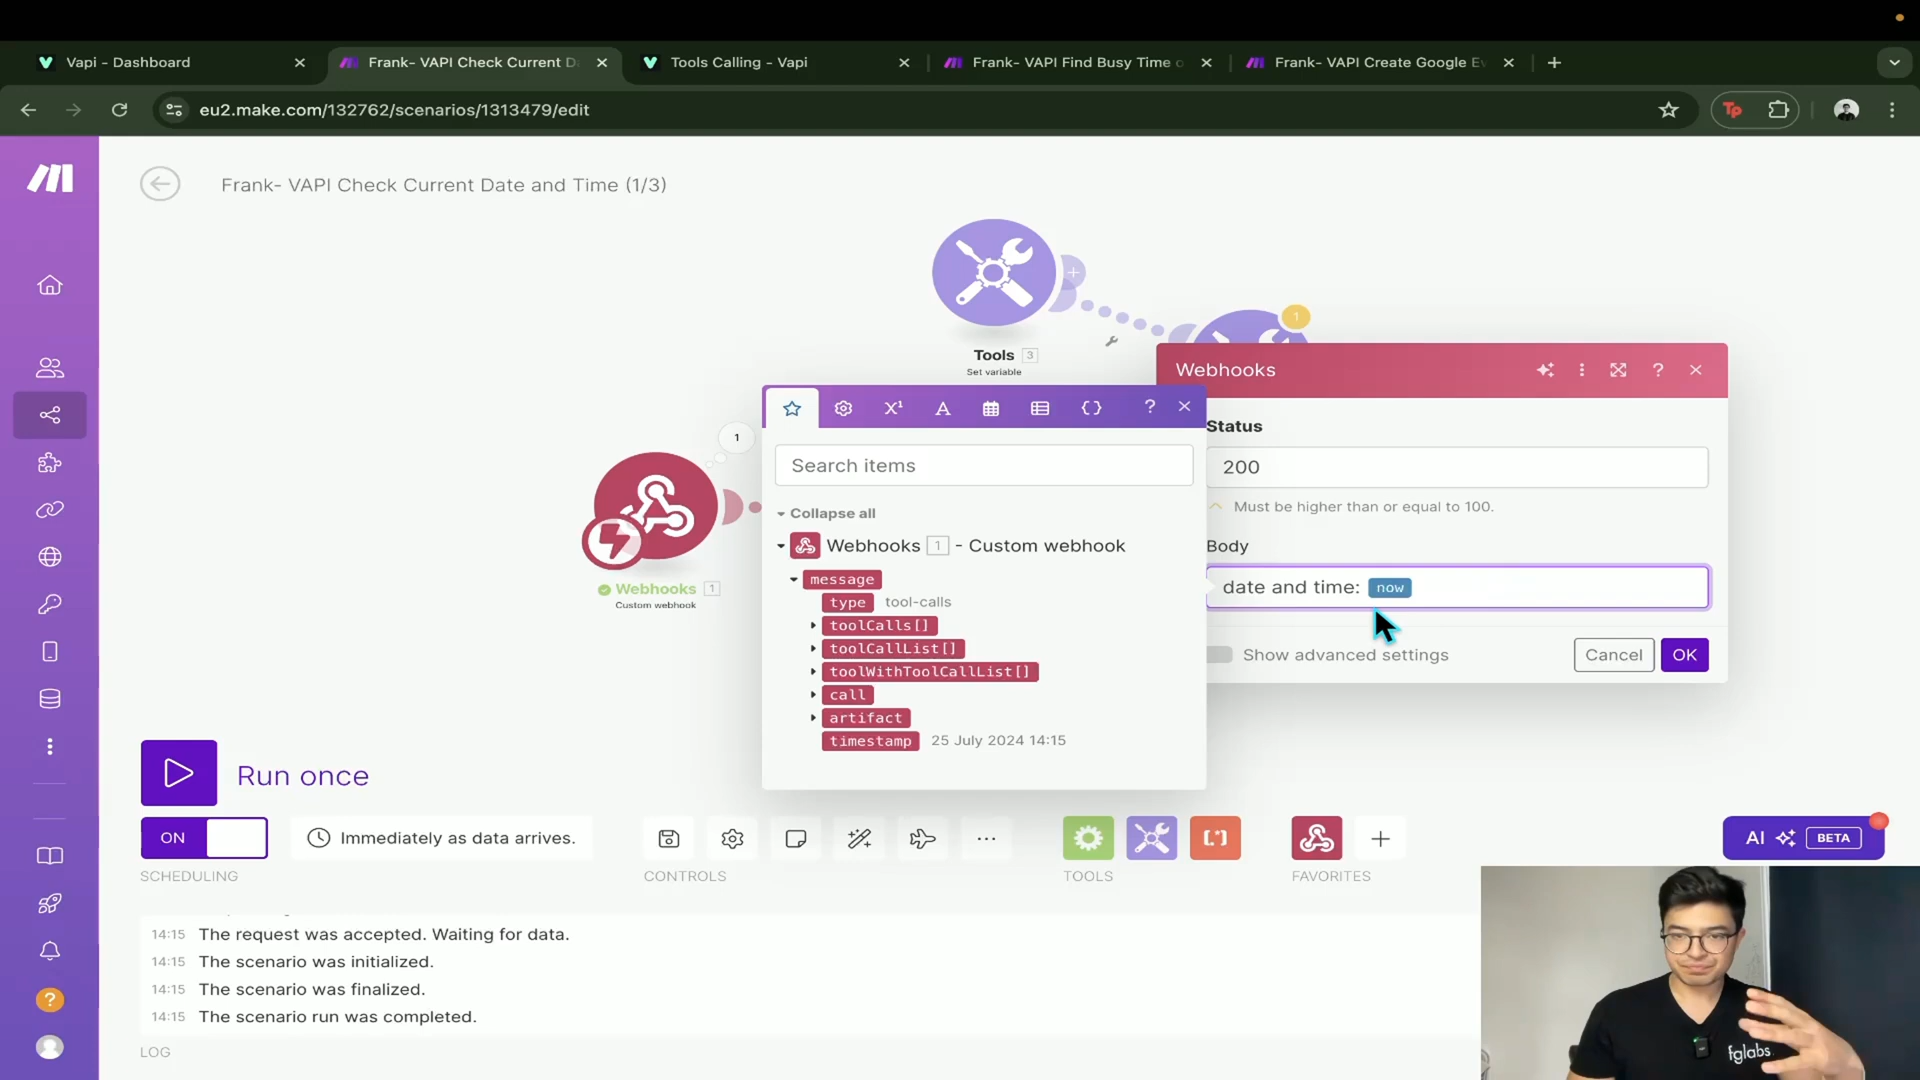 Vapi - Dashboard
Frank- VAPI Check Current D
Tools Calling - Vapi
Frank- VAPI Find Busy Time o
Frank- VAPI Create Google Ev
eu2.make.com/132762/scenarios/1313479/edit
Tp
Frank- VAPI Check Current Date and Time (1/3)
1
Tools 3
Set variable
Webhooks
?
A
?
Status
1
Search items
200
Must be higher than or equal to 100.
Collapse all
Webhooks 1 - Custom webhook
Body
message
type tool-calls
date and time: now
Webhooks 1
Custom webhook
toolCalls[]
toolCallList[]
toolWithToolCallList[]
Show advanced settings
Cancel
OK
call
artifact
timestamp 25 July 2024 14:15
Run once
ON
Immediately as data arrives.
SCHEDULING
CONTROLS
TOOLS
FAVORITES
AI BETA
14:15 The request was accepted. Waiting for data.
14:15 The scenario was initialized.
14:15 The scenario was finalized.
14:15 The scenario run was completed.
LOG
?
fglabs